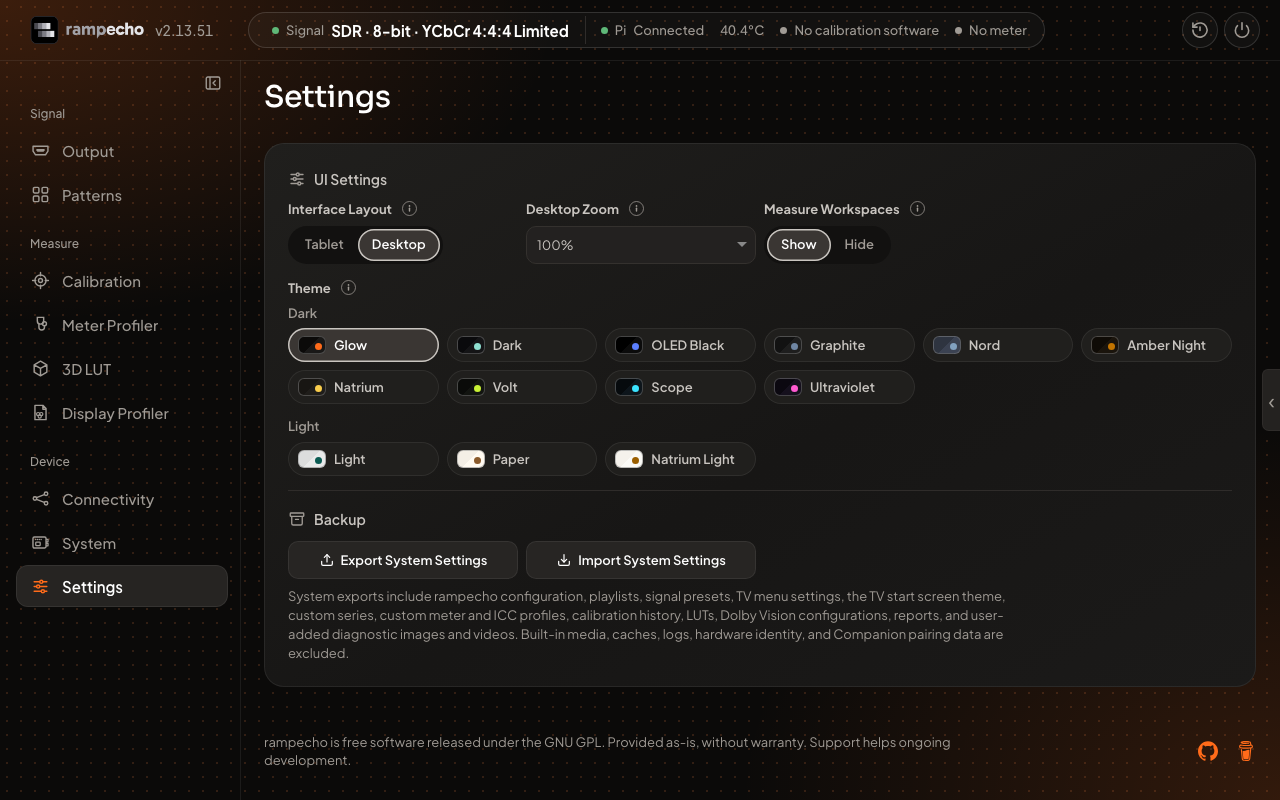 rampecho v2.13.51
Signal SDR · 8-bit · YCbCr 4:4:4 Limited
Pi Connected 40.4°C No calibration software No meter
Signal
Output
Patterns
Measure
Calibration
Meter Profiler
3D LUT
Display Profiler
Device
Connectivity
System
Settings
Settings
UI Settings
Interface Layout Desktop Zoom Measure Workspaces
Tablet Desktop 100% Show Hide
Theme
Dark
Glow Dark OLED Black Graphite Nord Amber Night
Natrium Volt Scope Ultraviolet
Light
Light Paper Natrium Light
Backup
Export System Settings Import System Settings
System exports include rampecho configuration, playlists, signal presets, TV menu settings, the TV start screen theme,
custom series, custom meter and ICC profiles, calibration history, LUTs, Dolby Vision configurations, reports, and user-
added diagnostic images and videos. Built-in media, caches, logs, hardware identity, and Companion pairing data are
excluded.
rampecho is free software released under the GNU GPL. Provided as-is, without warranty. Support helps ongoing
development.